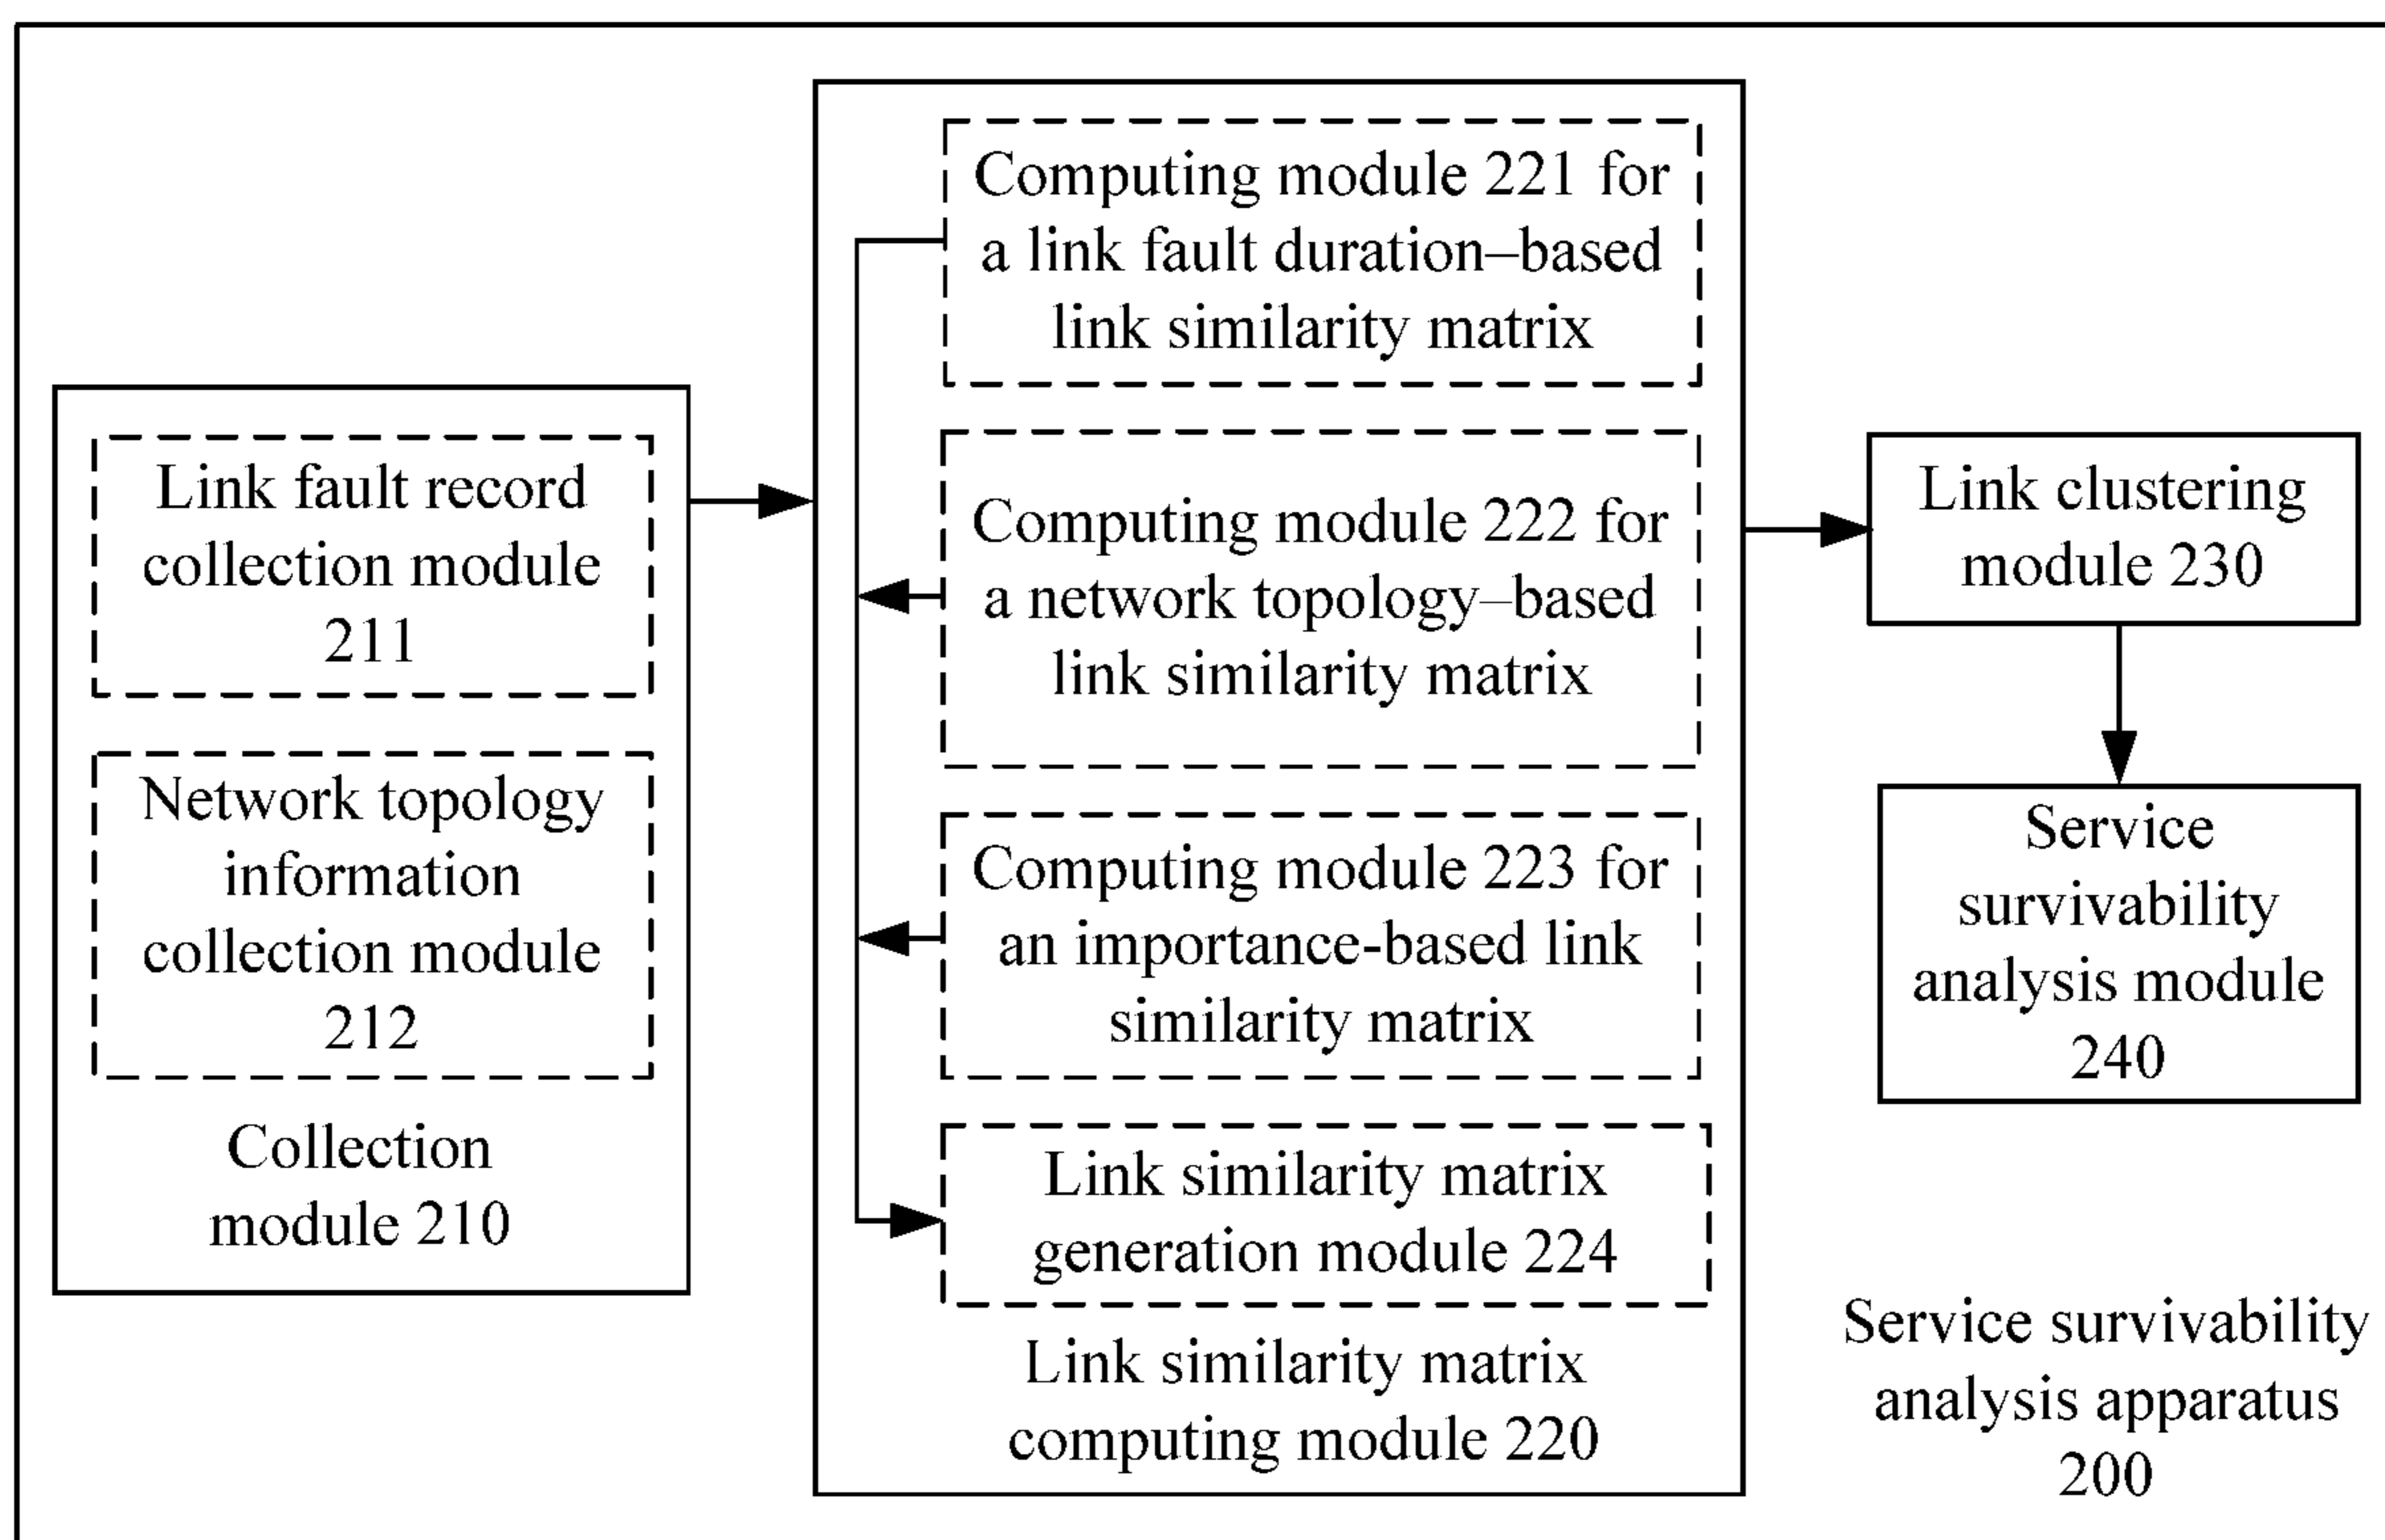 Link fault record
collection module
211
Network topology
information
collection module
212
Collection
module 210
Computing module 221 for
a link fault duration–based
link similarity matrix
Computing module 222 for
a network topology–based
link similarity matrix
Computing module 223 for
an importance-based link
similarity matrix
Link similarity matrix
generation module 224
Link similarity matrix
computing module 220
Link clustering
module 230
Service
survivability
analysis module
240
Service survivability
analysis apparatus
200